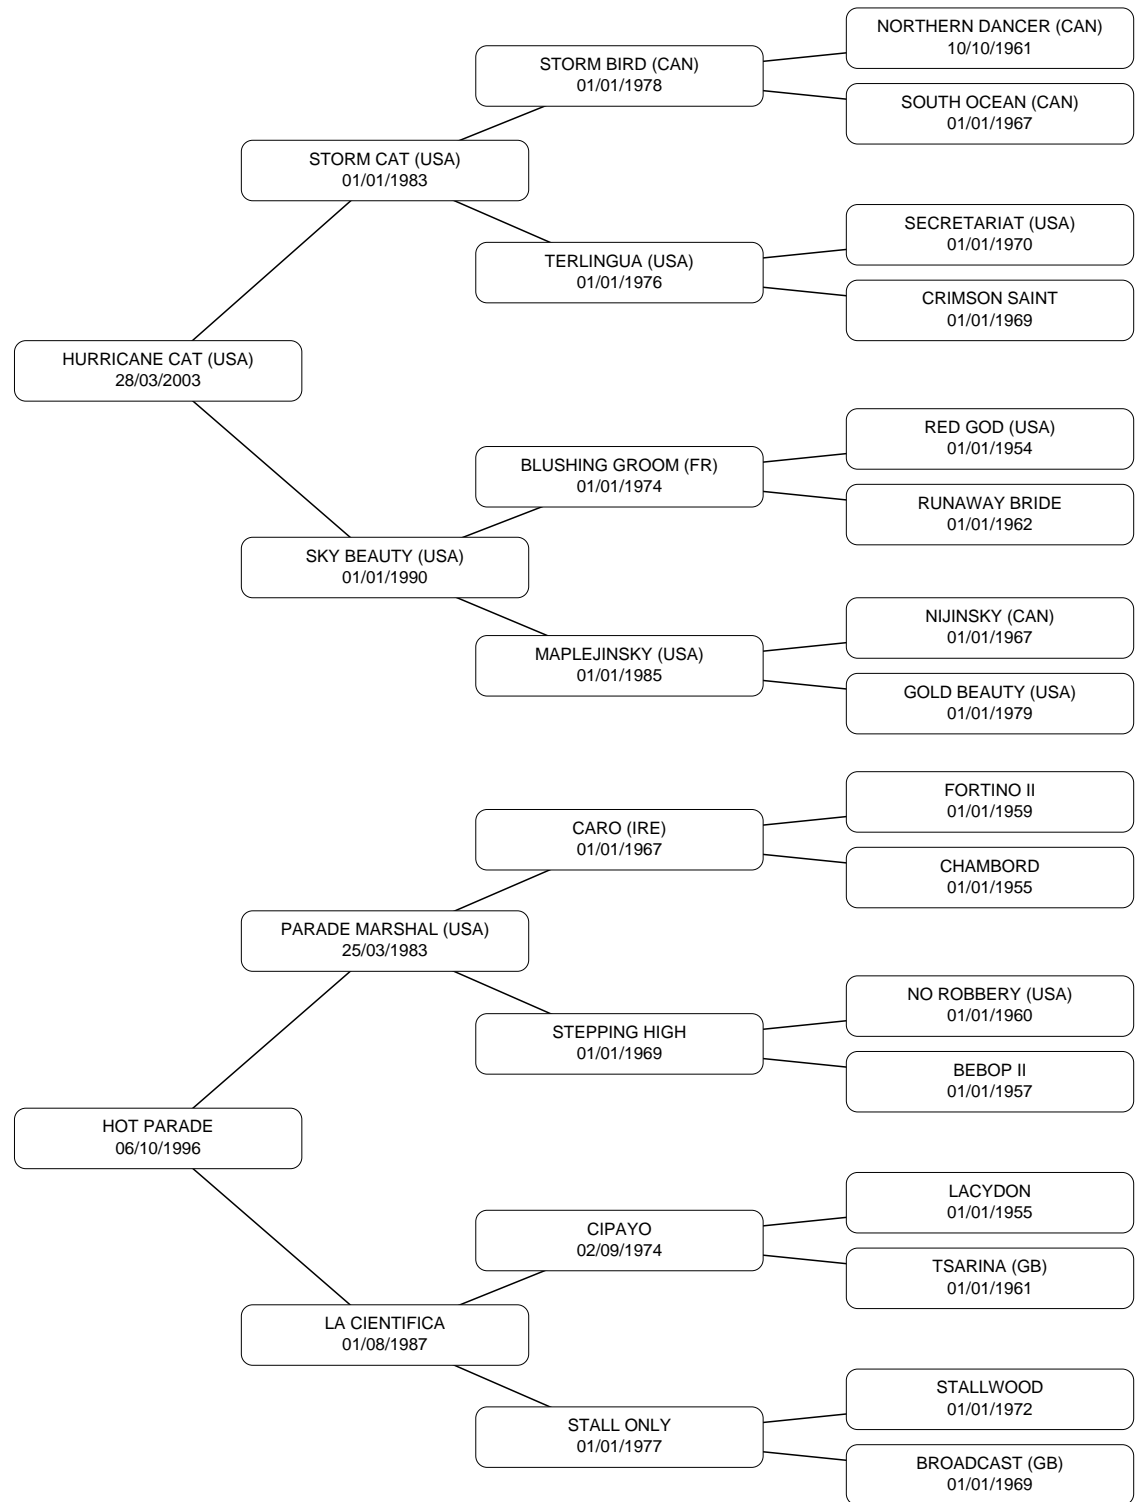 NORTHERN DANCER (CAN)
10/10/1961
STORM BIRD (CAN)
01/01/1978
SOUTH OCEAN (CAN)
01/01/1967
STORM CAT (USA)
01/01/1983
SECRETARIAT (USA)
01/01/1970
TERLINGUA (USA)
01/01/1976
CRIMSON SAINT
01/01/1969
HURRICANE CAT (USA)
28/03/2003
RED GOD (USA)
01/01/1954
BLUSHING GROOM (FR)
01/01/1974
RUNAWAY BRIDE
01/01/1962
SKY BEAUTY (USA)
01/01/1990
NIJINSKY (CAN)
01/01/1967
MAPLEJINSKY (USA)
01/01/1985
GOLD BEAUTY (USA)
01/01/1979
FORTINO II
01/01/1959
CARO (IRE)
01/01/1967
CHAMBORD
01/01/1955
PARADE MARSHAL (USA)
25/03/1983
NO ROBBERY (USA)
01/01/1960
STEPPING HIGH
01/01/1969
BEBOP II
01/01/1957
HOT PARADE
06/10/1996
LACYDON
01/01/1955
CIPAYO
02/09/1974
TSARINA (GB)
01/01/1961
LA CIENTIFICA
01/08/1987
STALLWOOD
01/01/1972
STALL ONLY
01/01/1977
BROADCAST (GB)
01/01/1969